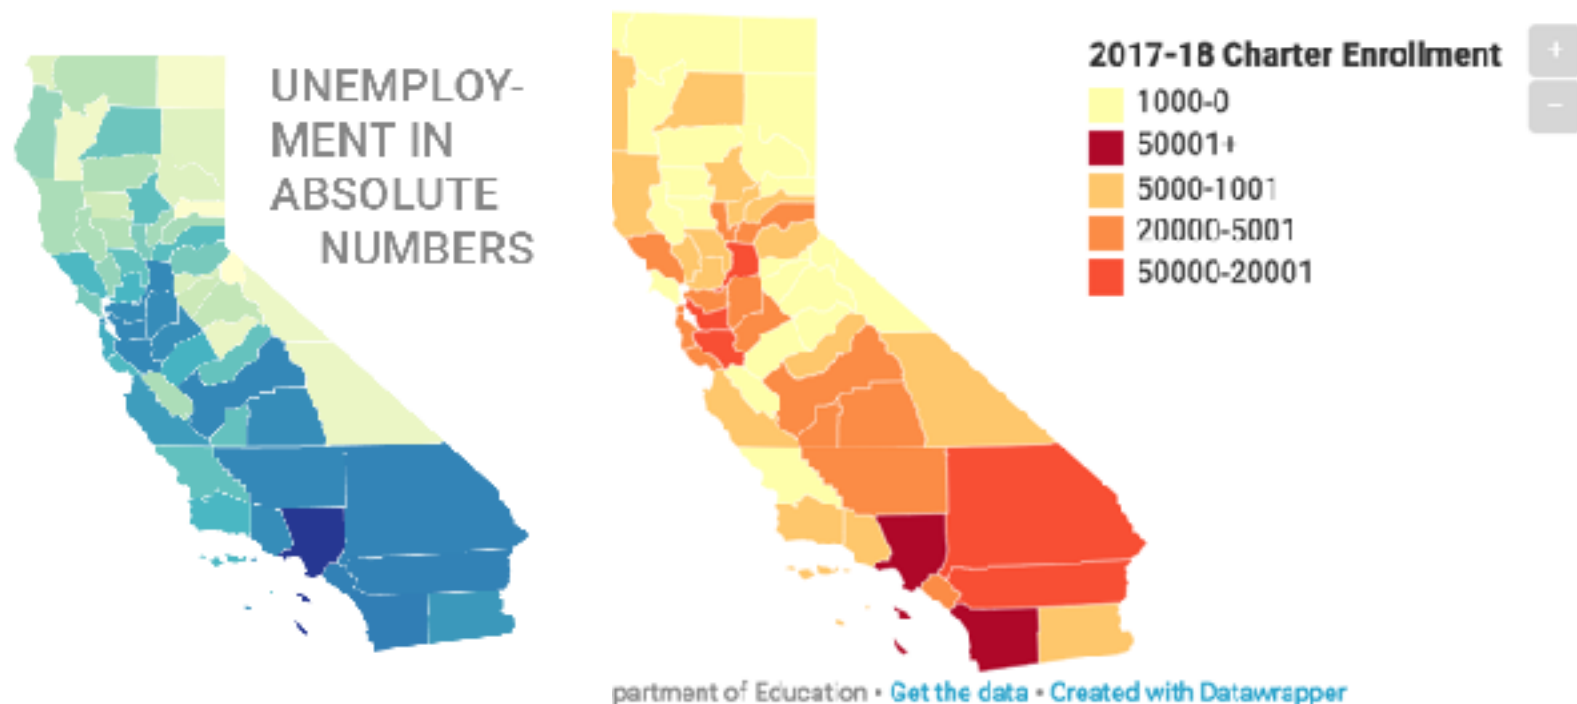 UNEMPLOY-
MENT IN
ABSOLUTE
NUMBERS
2017-18 Charter Enrollment
1000-0
50001+
5000-1001
20000-5001
50000-20001
+
−
partment of Education • Get the data • Created with Datawrapper